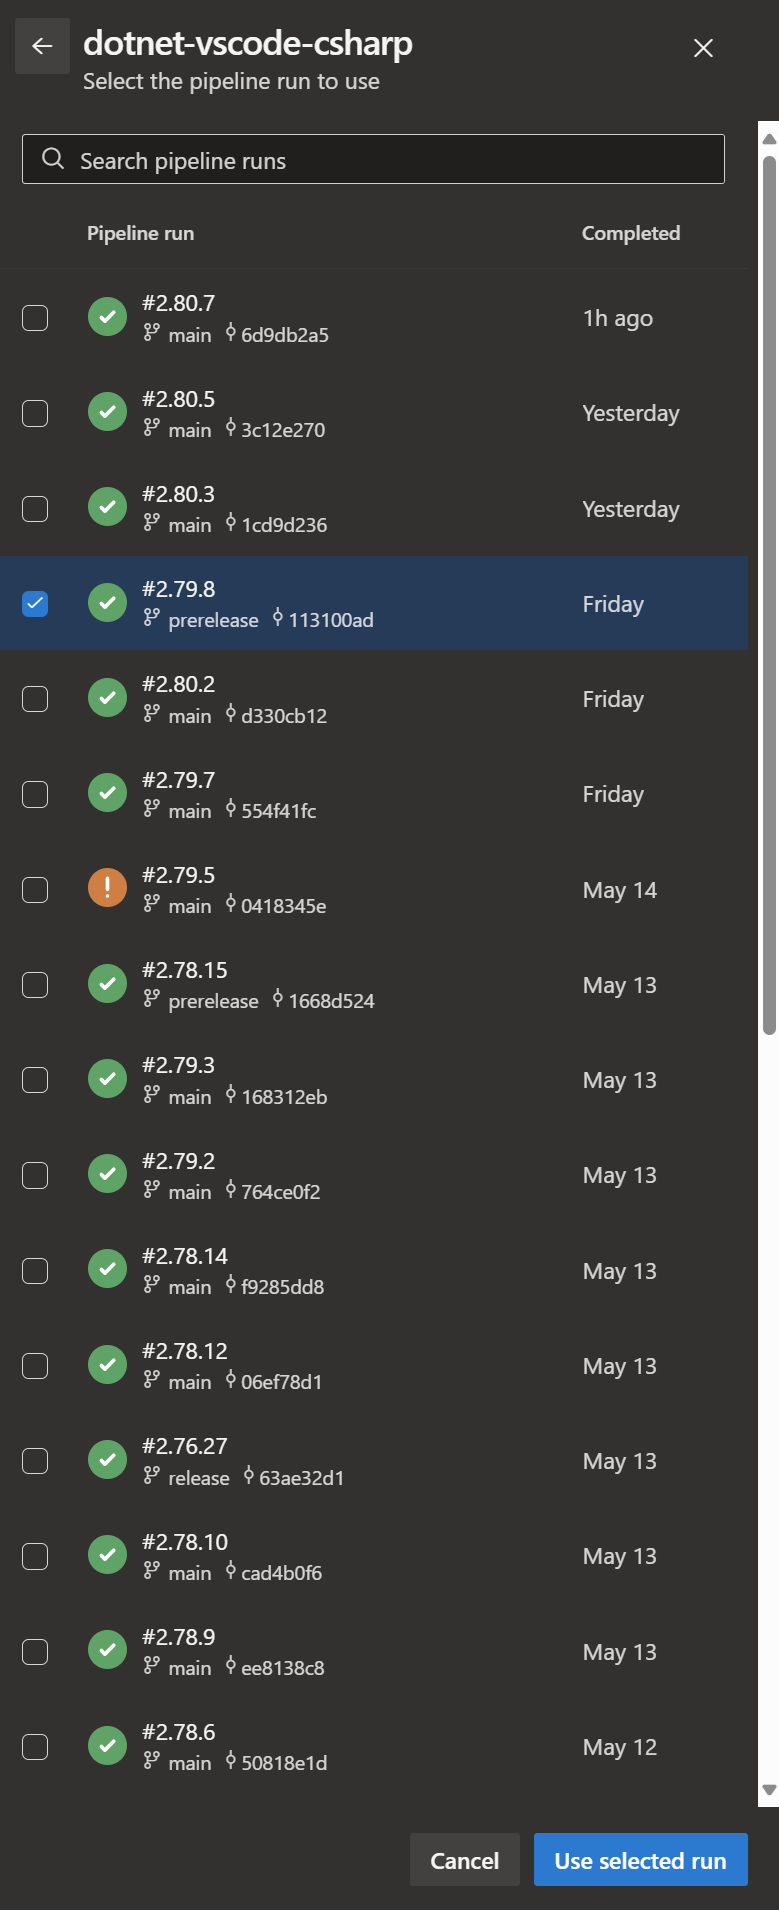 dotnet-vscode-csharp
Select the pipeline run to use
Search pipeline runs
Pipeline run Completed
#2.80.7
main 6d9db2a5
1h ago
#2.80.5
main 3c12e270
Yesterday
#2.80.3
main 1cd9d236
Yesterday
#2.79.8
prerelease 113100ad
Friday
#2.80.2
main d330cb12
Friday
#2.79.7
main 554f41fc
Friday
#2.79.5
main 0418345e
May 14
#2.78.15
prerelease 1668d524
May 13
#2.79.3
main 168312eb
May 13
#2.79.2
main 764ce0f2
May 13
#2.78.14
main f9285dd8
May 13
#2.78.12
main 06ef78d1
May 13
#2.76.27
release 63ae32d1
May 13
#2.78.10
main cad4b0f6
May 13
#2.78.9
main ee8138c8
May 13
#2.78.6
main 50818e1d
May 12
Cancel Use selected run